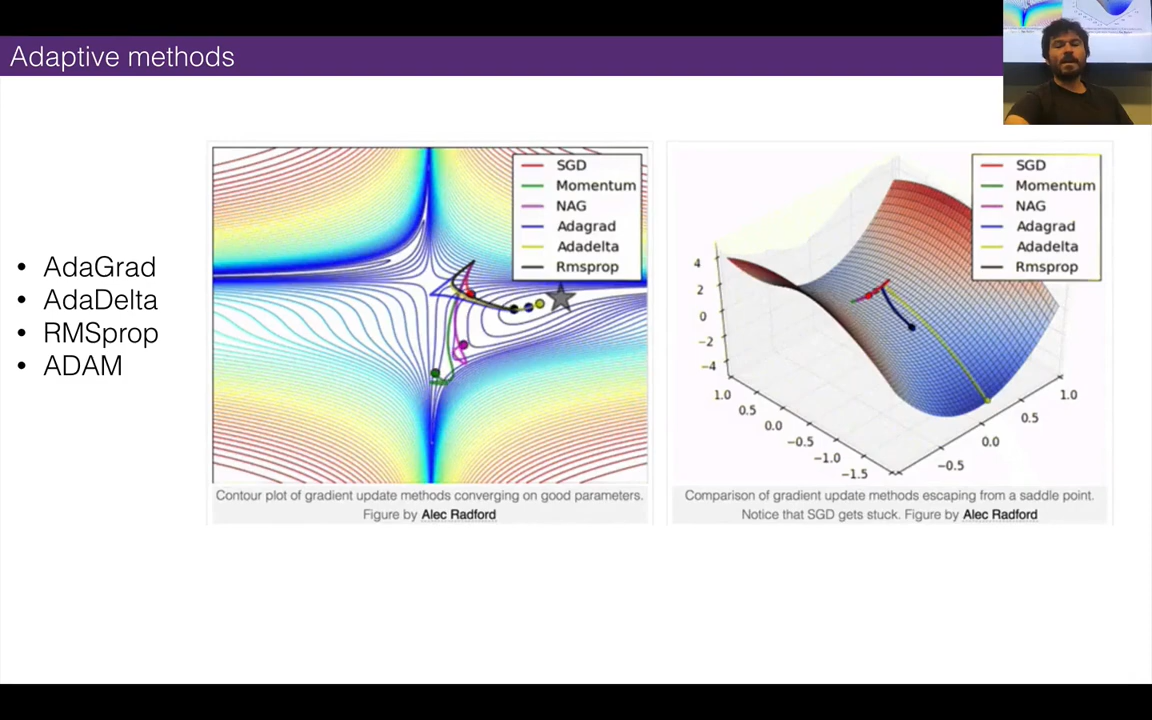 Adaptive methods
• AdaGrad
• AdaDelta
• RMSprop
• ADAM
SGD
Momentum
NAG
Adagrad
Adadelta
Rmsprop
Contour plot of gradient update methods converging on good parameters.
Figure by Alec Radford
SGD
Momentum
NAG
Adagrad
Adadelta
Rmsprop
4
2
0
−2
−4
1.0
0.5
0.0
−0.5
−1.0
−1.5
−0.5
0.0
0.5
1.0
Comparison of gradient update methods escaping from a saddle point.
Notice that SGD gets stuck. Figure by Alec Radford